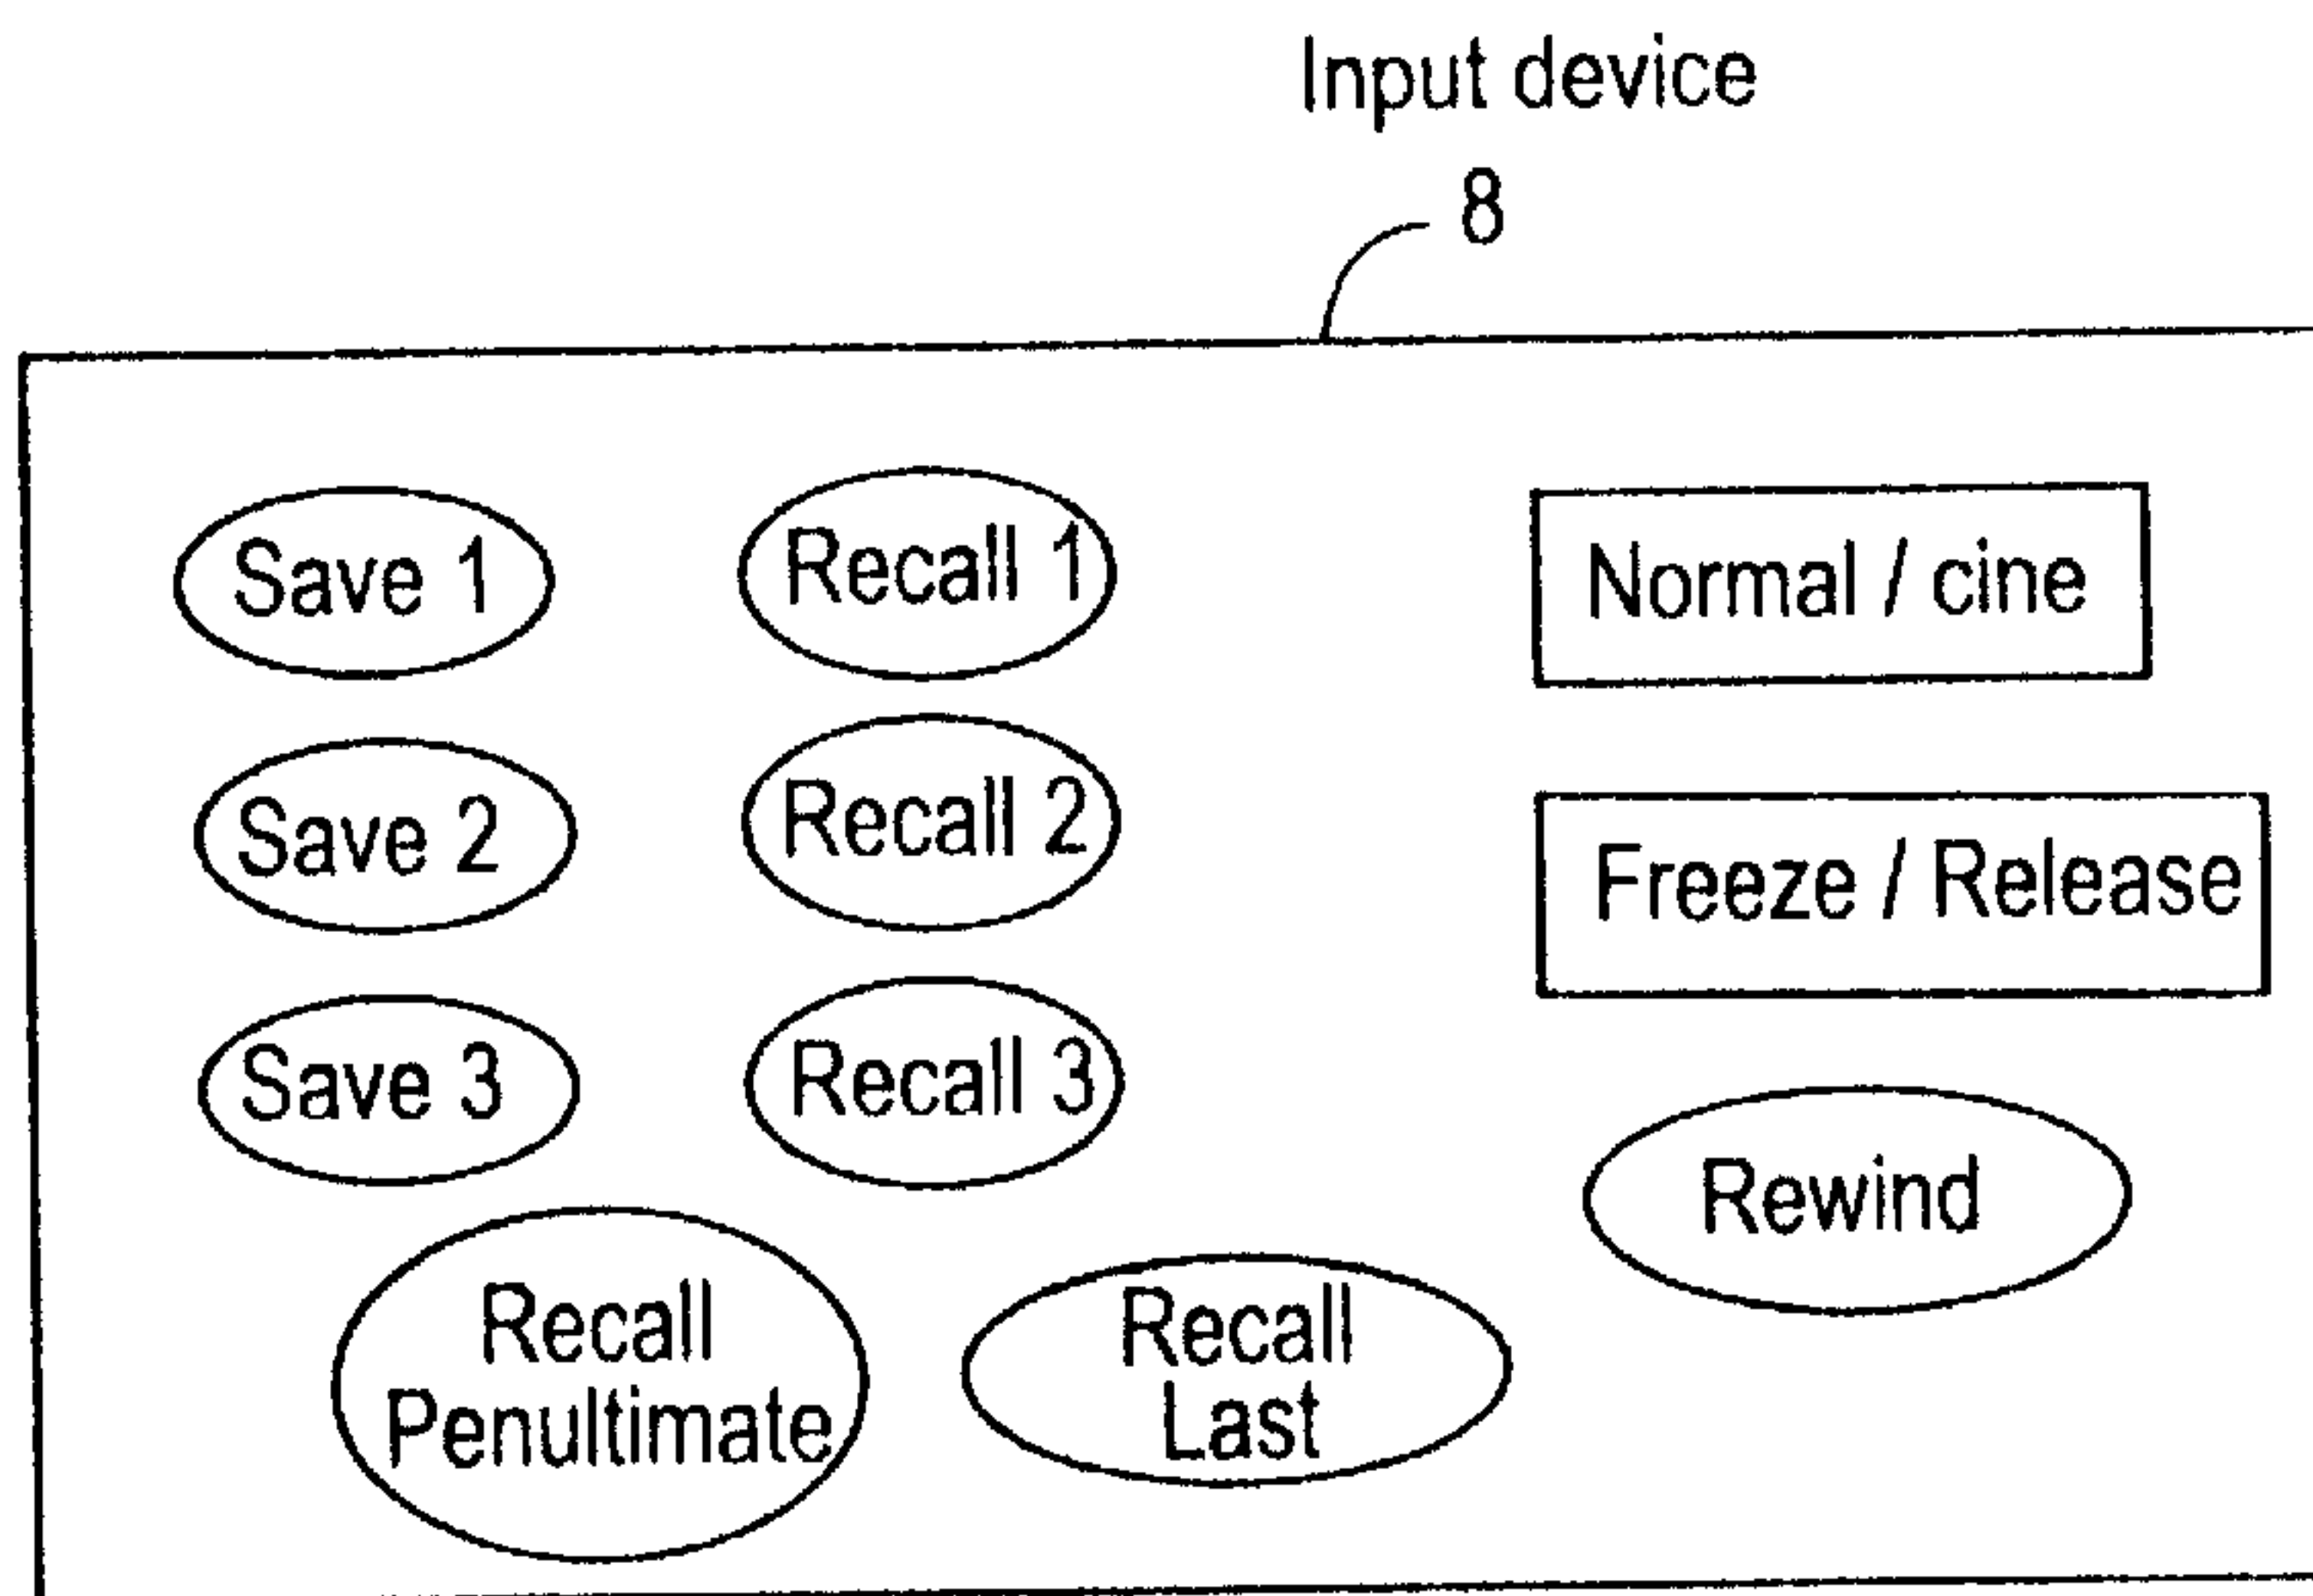 Input device
8
Save 1
Recall 1
Normal / cine
Save 2
Recall 2
Freeze / Release
Save 3
Recall 3
Rewind
Recall
Penultimate
Recall
Last